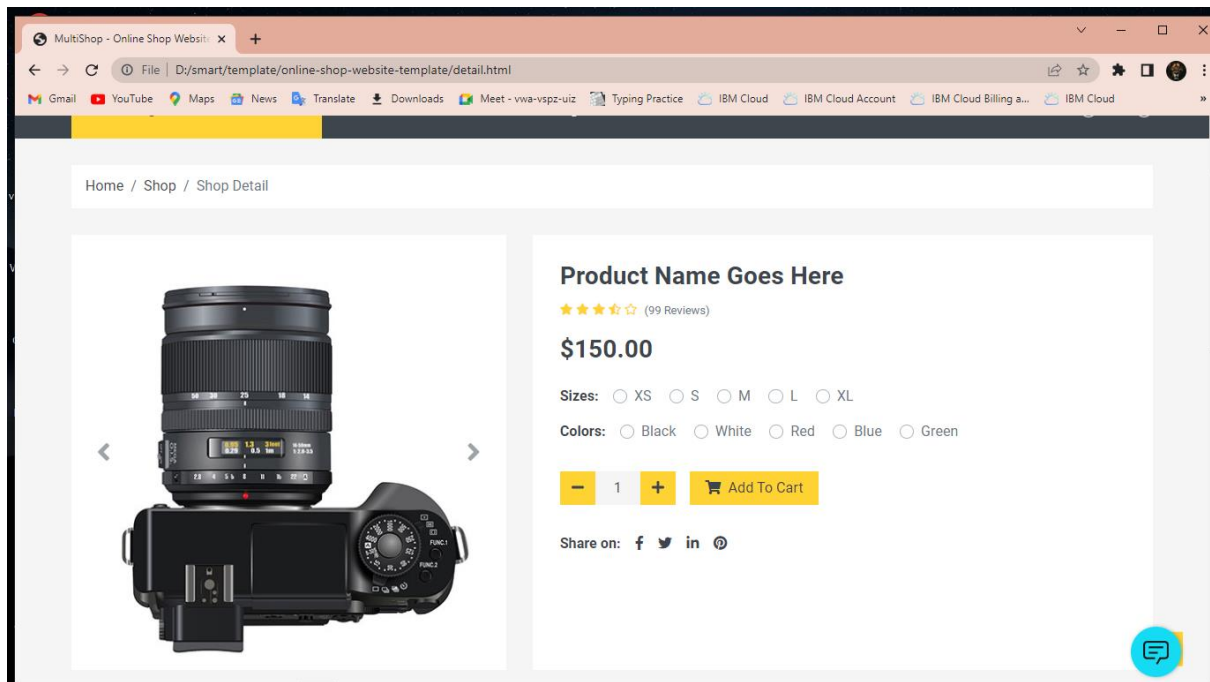 MultiShop - Online Shop Websit
File D:/smart/template/online-shop-website-template/detail.html
Gmail YouTube Maps News Translate Downloads Meet - vwa-vspz-uiz Typing Practice IBM Cloud IBM Cloud Account IBM Cloud Billing a... IBM Cloud »
Home / Shop / Shop Detail
Product Name Goes Here
(99 Reviews)
$150.00
Sizes: XS S M L XL
Colors: Black White Red Blue Green
1 Add To Cart
Share on:
FUNC.1
FUNC.2